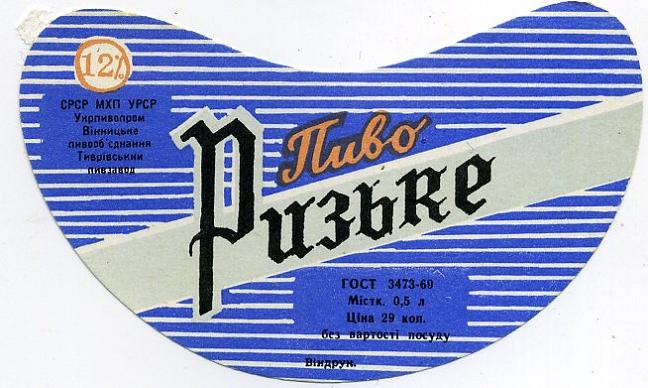 12%
СРСР МХП УРСР
Укрпивопром
Вінницьке
пивооб'єднання
Тиврівський
пивзавод
Пиво
Ризьке
ГОСТ 3473-69
Містк. 0,5 л
Ціна 29 коп.
без вартості посуду
Віндрук.